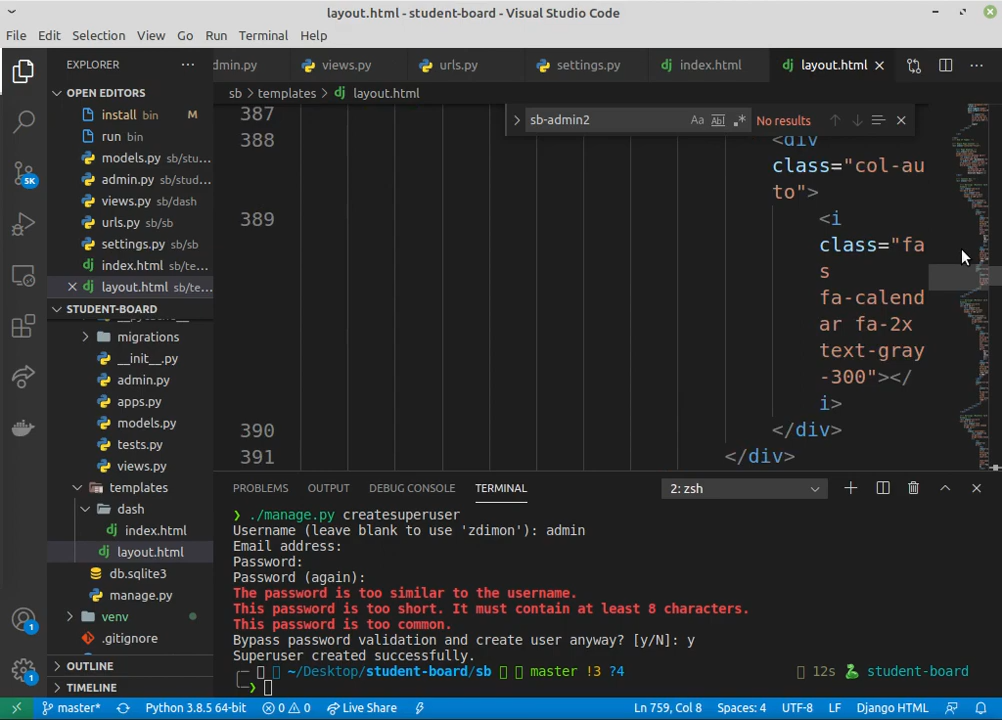 layout.html - student-board - Visual Studio Code
File Edit Selection View Go Run Terminal Help
EXPLORER
dmin.py views.py urls.py settings.py index.html layout.html
OPEN EDITORS
sb templates layout.html
install bin M
run bin
models.py sb/stu...
admin.py sb/stud...
views.py sb/dash
urls.py sb/sb
settings.py sb/sb
index.html sb/te...
layout.html sb/te...
STUDENT-BOARD
migrations
__init__.py
admin.py
apps.py
models.py
tests.py
views.py
templates
dash
index.html
layout.html
db.sqlite3
manage.py
venv
.gitignore
OUTLINE
TIMELINE
5K
1
1
sb-admin2 Aa Abl .* No results
387
388 <div
class="col-au
to">
389 <i
class="fa
s
fa-calend
ar fa-2x
text-gray
-300"></
i>
390 </div>
391 </div>
PROBLEMS OUTPUT DEBUG CONSOLE TERMINAL 2: zsh
❯ ./manage.py createsuperuser
Username (leave blank to use 'zdimon'): admin
Email address:
Password:
Password (again):
The password is too similar to the username.
This password is too short. It must contain at least 8 characters.
This password is too common.
Bypass password validation and create user anyway? [y/N]: y
Superuser created successfully.
~/Desktop/student-board/sb master !3 ?4 12s student-board
❯
master* Python 3.8.5 64-bit 0 0 Live Share Ln 759, Col 8 Spaces: 4 UTF-8 LF Django HTML